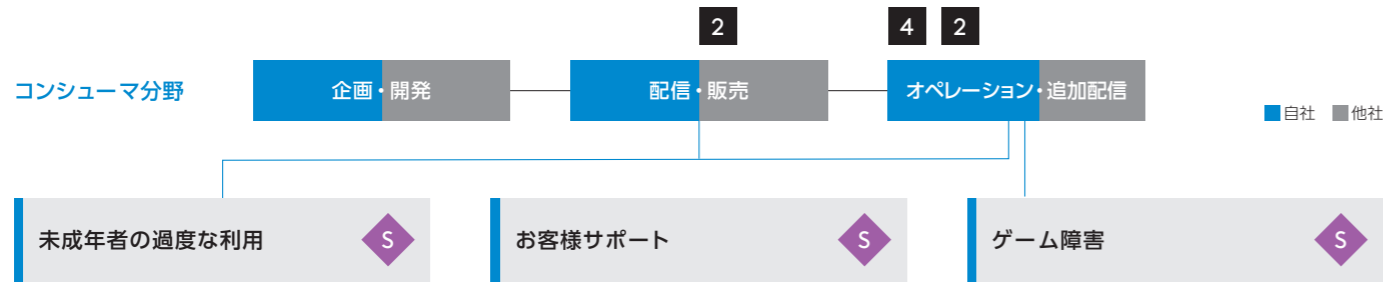 2
4 2
コンシューマ分野
企画・開発
配信・販売
オペレーション・追加配信
自社 他社
未成年者の過度な利用 S
お客様サポート S
ゲーム障害 S